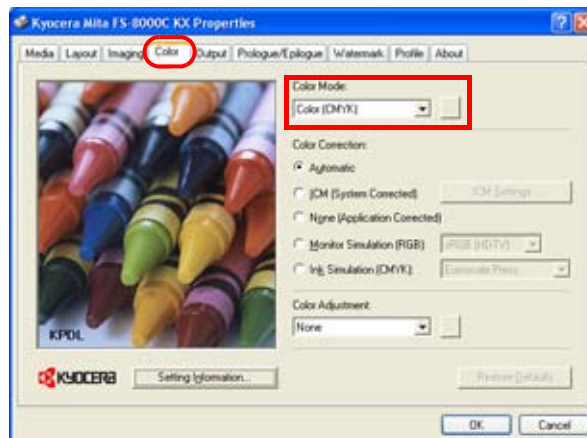 Kyocera Mita FS-8000C KX Properties
Media Layout Imaging Color Output Prologue/Epilogue Watermark Profile About
Color Mode:
Color (CMYK)
Color Correction:
Automatic
ICM (System Corrected)
ICM Settings
None (Application Corrected)
Monitor Simulation (RGB):
sRGB (HDTV)
Ink Simulation (CMYK):
Euroscale Press
Color Adjustment:
None
KPDL
KYOCERA
Setting Information...
Restore Defaults
OK
Cancel